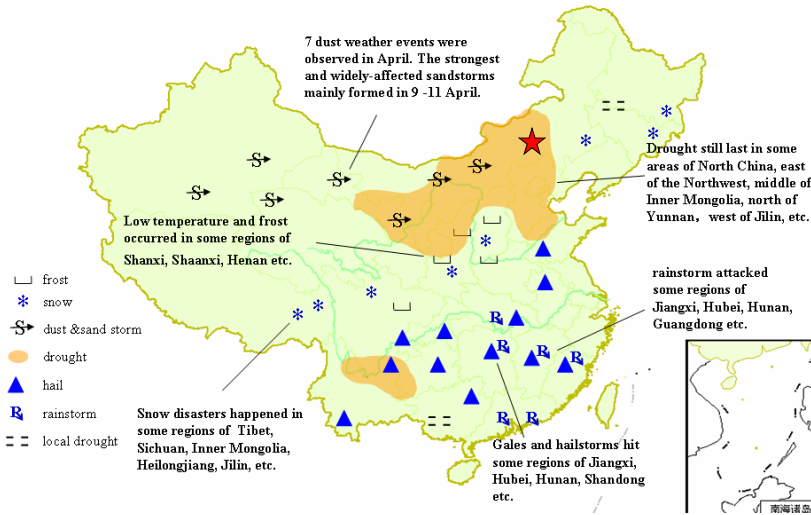 7 dust weather events were
observed in April. The strongest
and widely-affected sandstorms
mainly formed in 9 -11 April.
Drought still last in some
areas of North China, east
of the Northwest, middle of
Inner Mongolia, north of
Yunnan, west of Jilin, etc.
Low temperature and frost
occurred in some regions of
Shanxi, Shaanxi, Henan etc.
rainstorm attacked
some regions of
Jiangxi, Hubei, Hunan,
Guangdong etc.
frost
snow
S dust &sand storm
drought
hail
R rainstorm
local drought
Snow disasters happened in
some regions of Tibet,
Sichuan, Inner Mongolia,
Heilongjiang, Jilin, etc.
Gales and hailstorms hit
some regions of Jiangxi,
Hubei, Hunan, Shandong
etc.
S
S
S
S
S
S
S
R
R
R
R
R
R
南海诸岛